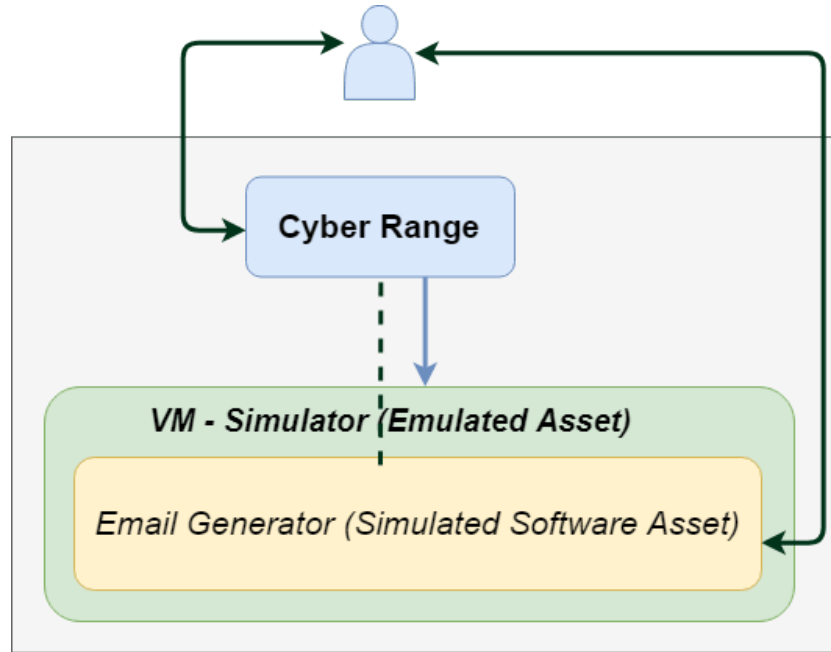 Cyber Range
VM - Simulator (Emulated Asset)
Email Generator (Simulated Software Asset)